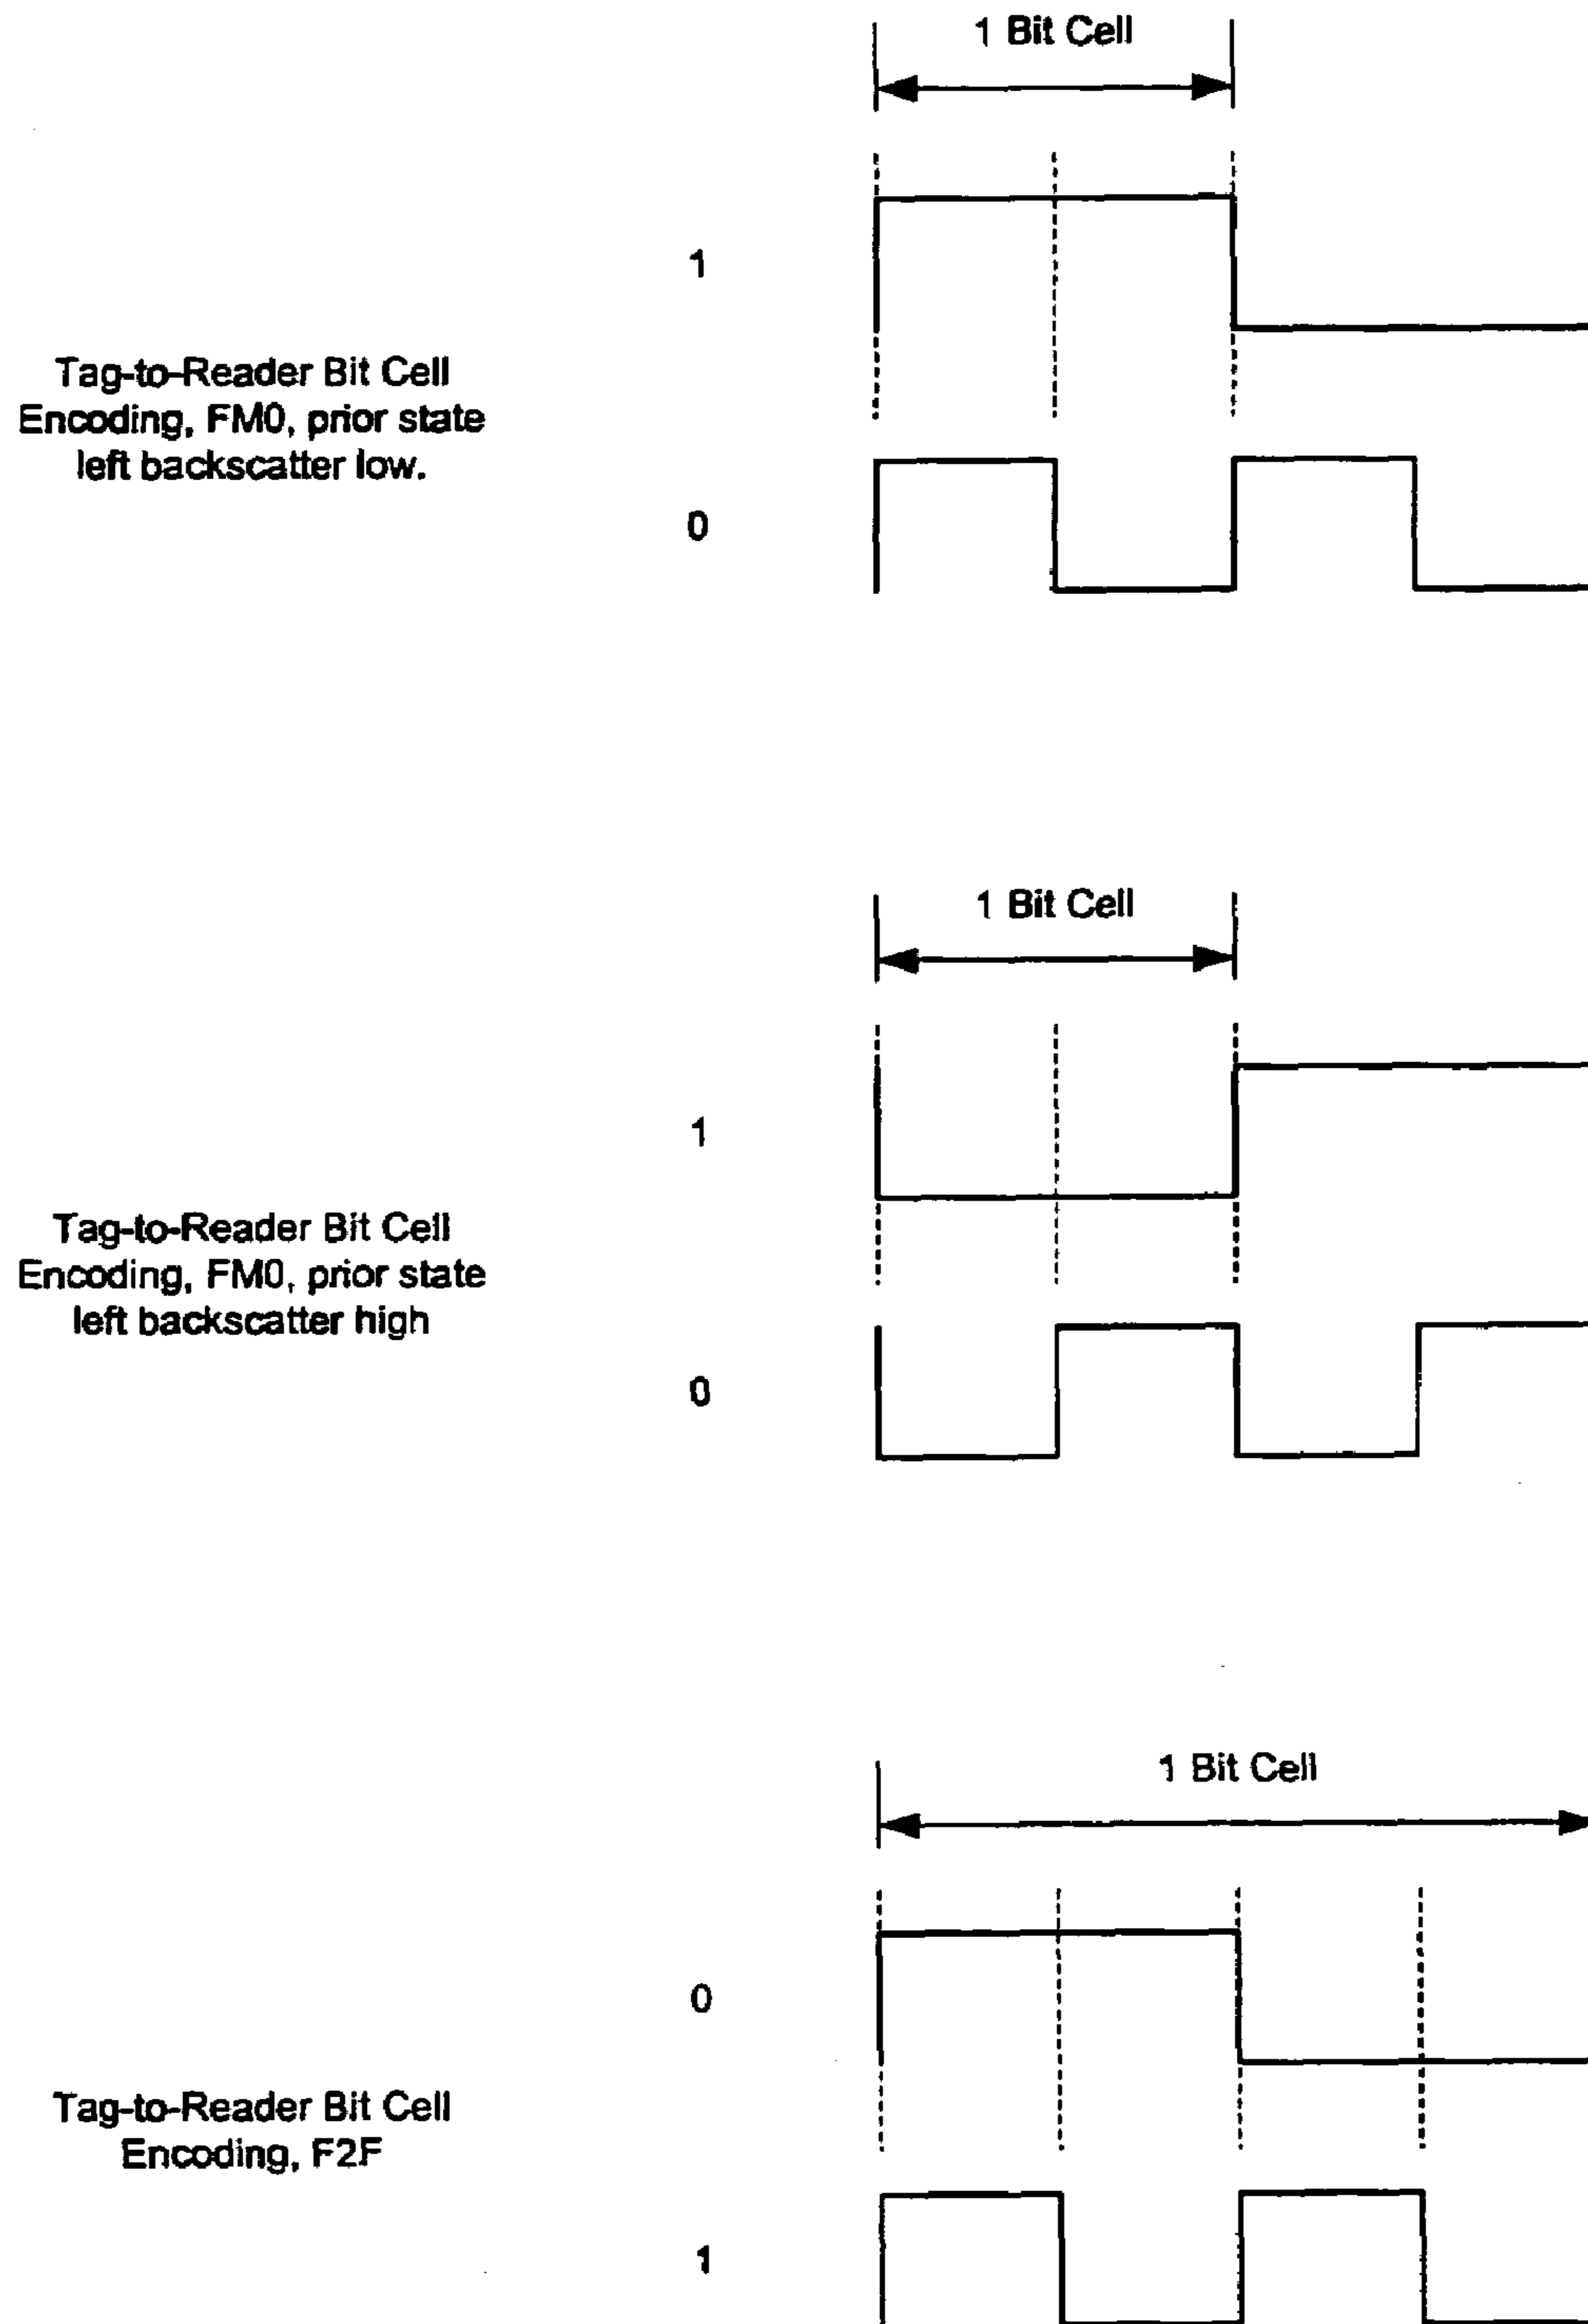 1 Bit Cell
1
Tag-to-Reader Bit Cell
Encoding, FM0, prior state
left backscatter low.
0
1 Bit Cell
1
Tag-to-Reader Bit Cell
Encoding, FM0, prior state
left backscatter high
0
1 Bit Cell
0
Tag-to-Reader Bit Cell
Encoding, F2F
1